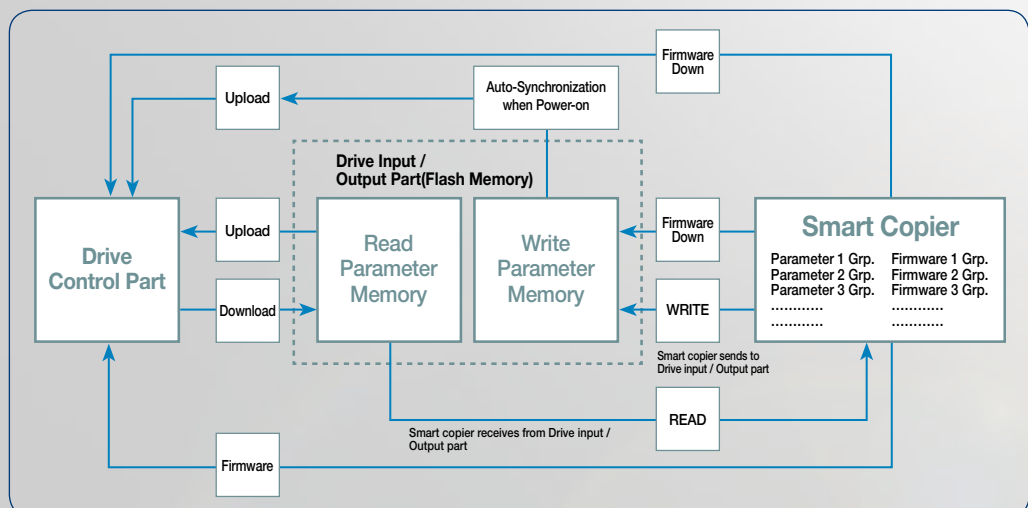 Firmware
Down
Upload
Auto-Synchronization
when Power-on
Drive Input /
Output Part(Flash Memory)
Drive
Control Part
Upload
Download
Read
Parameter
Memory
Write
Parameter
Memory
Firmware
Down
WRITE
Smart copier sends to
Drive input / Output part
Smart Copier
Parameter 1 Grp. Firmware 1 Grp.
Parameter 2 Grp. Firmware 2 Grp.
Parameter 3 Grp. Firmware 3 Grp.
............ ............
............ ............
READ
Smart copier receives from Drive input /
Output part
Firmware